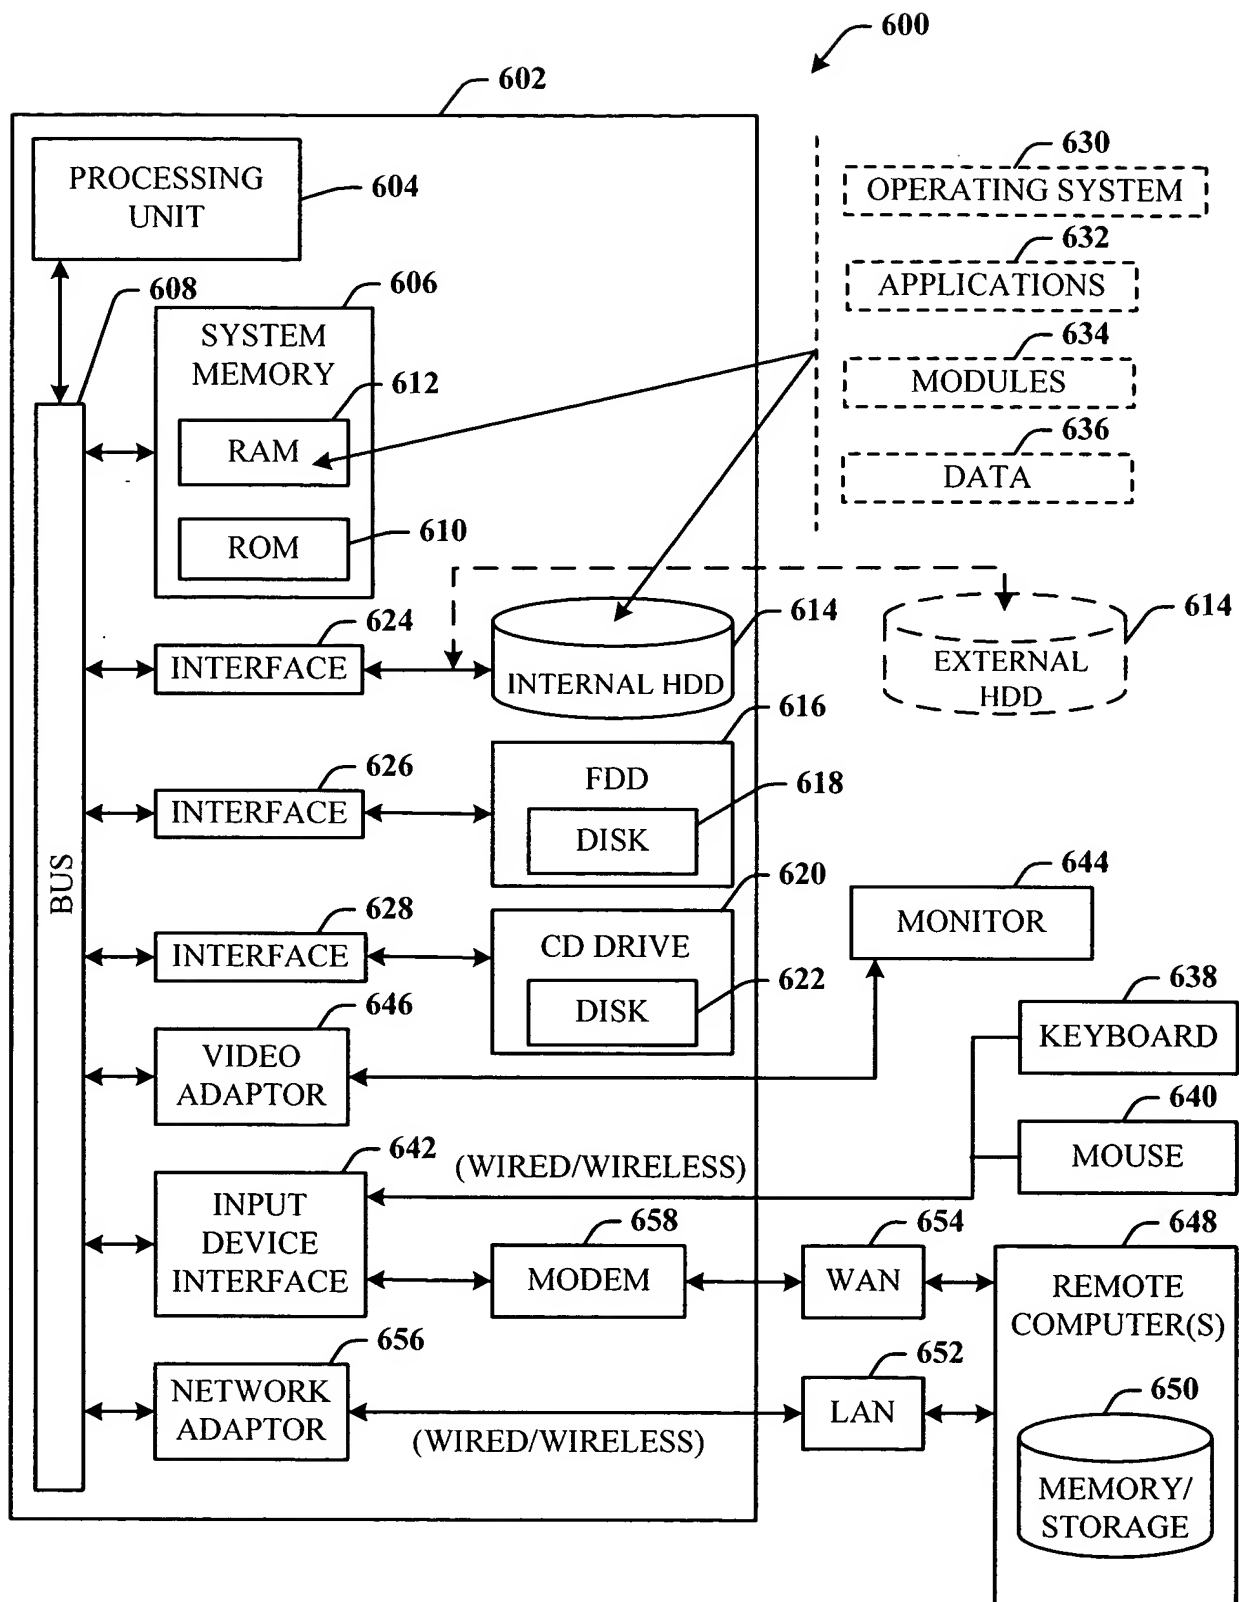 600
602
PROCESSING
UNIT
604
630
OPERATING SYSTEM
632
APPLICATIONS
634
MODULES
636
DATA
608
606
SYSTEM
MEMORY
612
RAM
610
ROM
624
INTERFACE
614
INTERNAL HDD
614
EXTERNAL
HDD
616
626
INTERFACE
FDD
618
DISK
BUS
620
628
INTERFACE
CD DRIVE
622
DISK
644
MONITOR
638
KEYBOARD
646
VIDEO
ADAPTOR
640
MOUSE
642
(WIRED/WIRELESS)
INPUT
DEVICE
INTERFACE
658
MODEM
654
WAN
648
REMOTE
COMPUTER(S)
656
NETWORK
ADAPTOR
(WIRED/WIRELESS)
652
LAN
650
MEMORY/
STORAGE